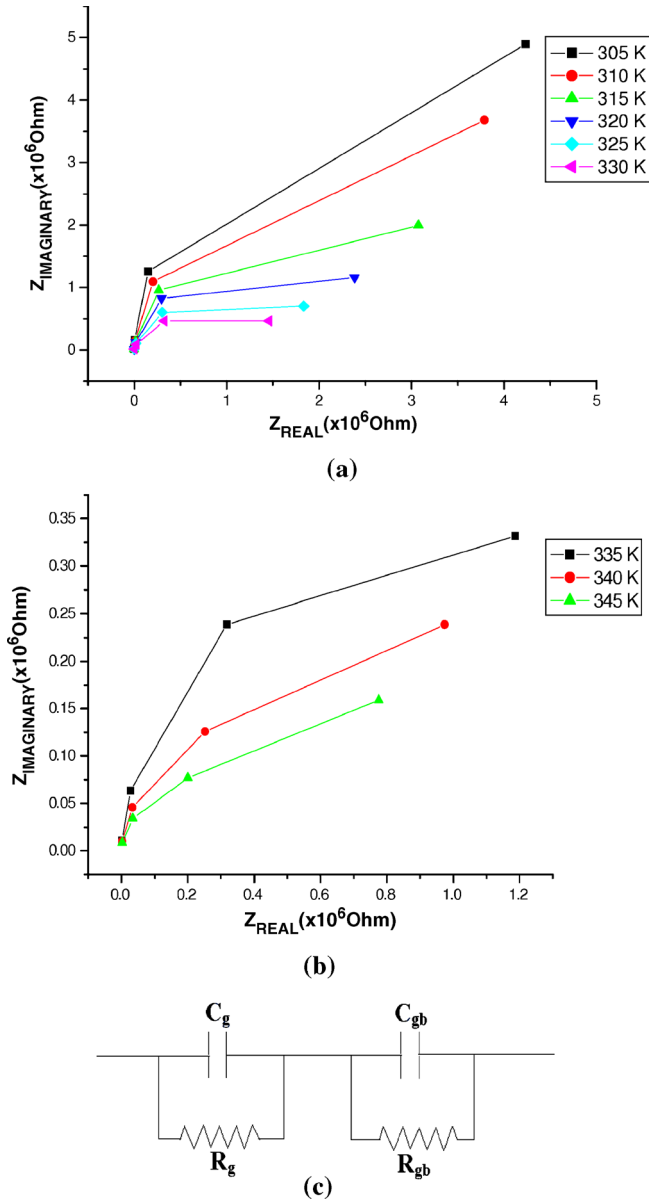 5
4
3
2
1
0
Z_IMAGINARY(x10^6Ohm)
305 K
310 K
315 K
320 K
325 K
330 K
0 1 2 3 4 5
Z_REAL(x10^6Ohm)
(a)
0.35
0.30
0.25
0.20
0.15
0.10
0.05
0.00
Z_IMAGINARY(x10^6Ohm)
335 K
340 K
345 K
0.0 0.2 0.4 0.6 0.8 1.0 1.2
Z_REAL(x10^6Ohm)
(b)
C_g C_gb
R_g R_gb
(c)